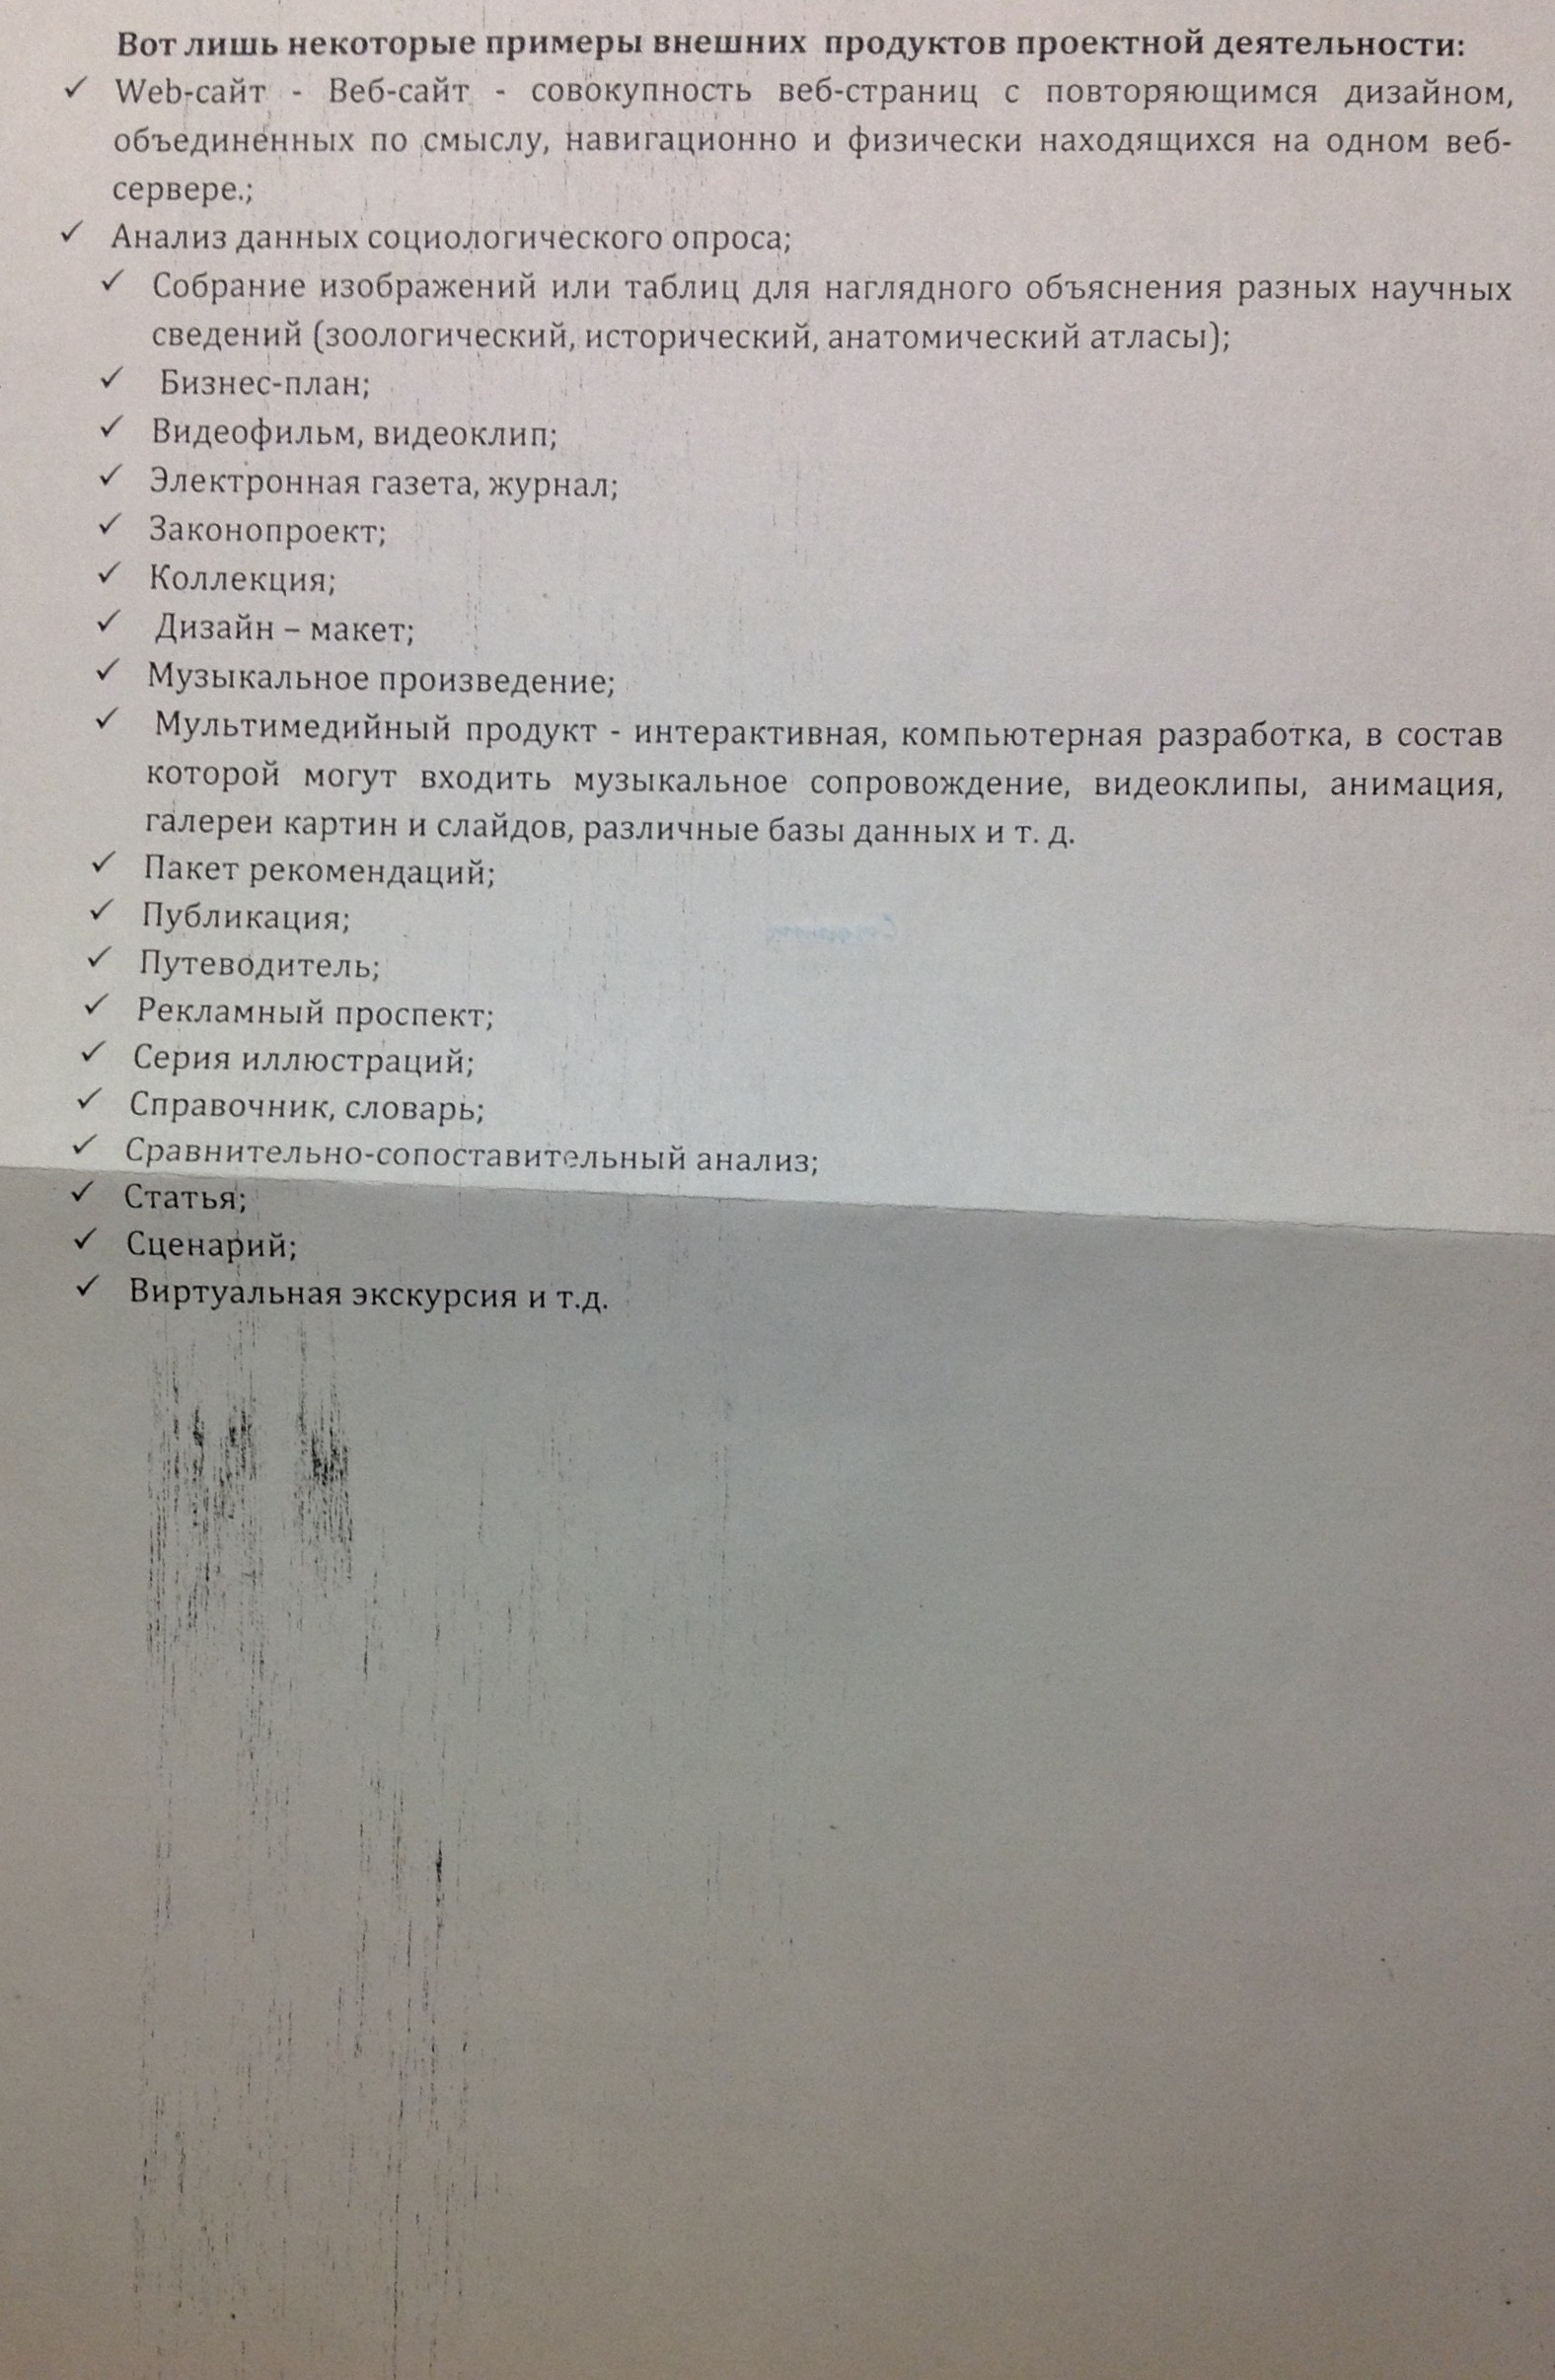 Вот лишь некоторые примеры внешних продуктов проектной деятельности:
✓ Web-сайт - Веб-сайт - совокупность веб-страниц с повторяющимся дизайном,
объединенных по смыслу, навигационно и физически находящихся на одном веб-
сервере.;
✓ Анализ данных социологического опроса;
✓ Собрание изображений или таблиц для наглядного объяснения разных научных
сведений (зоологический, исторический, анатомический атласы);
✓ Бизнес-план;
✓ Видеофильм, видеоклип;
✓ Электронная газета, журнал;
✓ Законопроект;
✓ Коллекция;
✓ Дизайн – макет;
✓ Музыкальное произведение;
✓ Мультимедийный продукт - интерактивная, компьютерная разработка, в состав
которой могут входить музыкальное сопровождение, видеоклипы, анимация,
галереи картин и слайдов, различные базы данных и т. д.
✓ Пакет рекомендаций;
✓ Публикация;
✓ Путеводитель;
✓ Рекламный проспект;
✓ Серия иллюстраций;
✓ Справочник, словарь;
✓ Сравнительно-сопоставительный анализ;
✓ Статья;
✓ Сценарий;
✓ Виртуальная экскурсия и т.д.